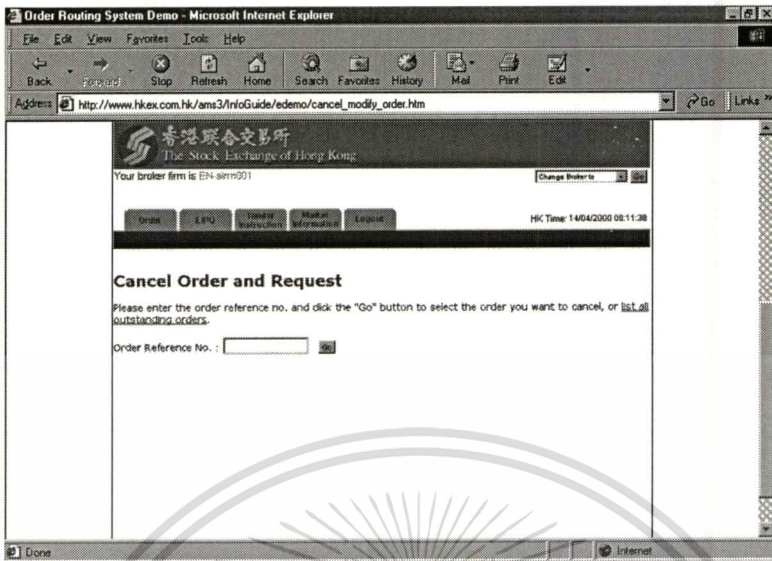 Order Routing System Demo - Microsoft Internet Explorer
File Edit View Favorites Tools Help
Back Forward Stop Refresh Home Search Favorites History Mail Print Edit
Address http://www.hkex.com.hk/ams3/InfoGuide/edemo/cancel_modify_order.htm Go Links »
香港联合交易所
The Stock Exchange of Hong Kong
Your broker firm is EN-airm001 Change Broker to Go
Order Market Information Logout HK Time: 14/04/2000 00:11:38
Cancel Order and Request
Please enter the order reference no. and click the "Go" button to select the order you want to cancel, or list all
outstanding orders.
Order Reference No. : Go
Done Internet